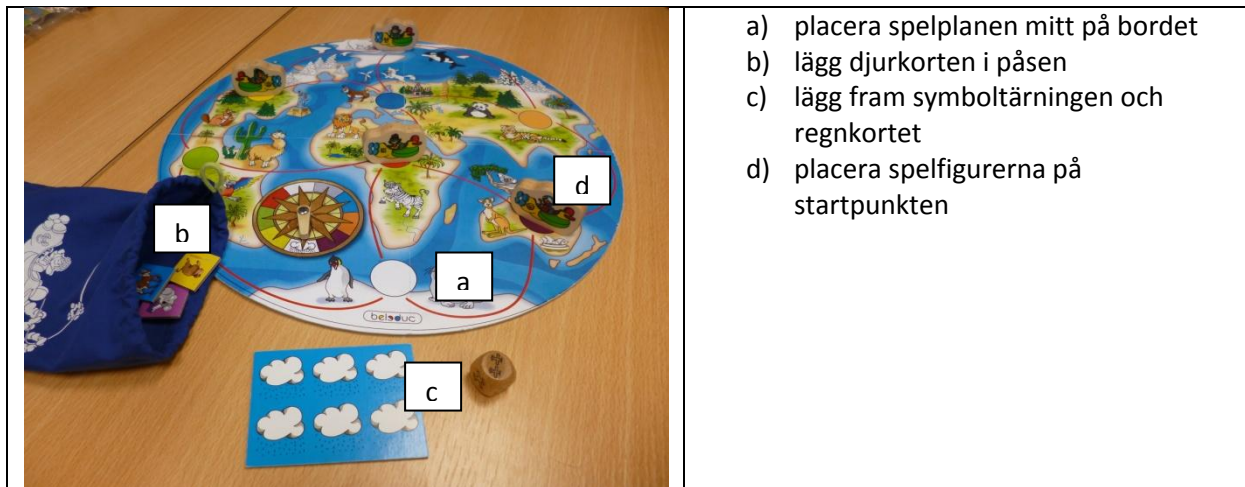 a) placera spelplanen mitt på bordet
b) lägg djurkorten i påsen
c) lägg fram symboltärningen och
regnkortet
d) placera spelfigurerna på
startpunkten
d
b
a
beleduc
c